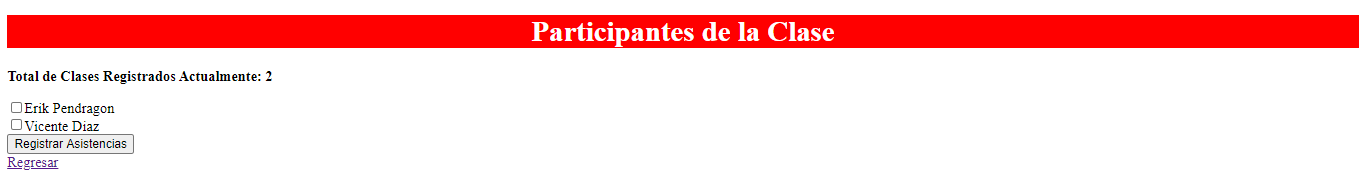 Participantes de la Clase
Total de Clases Registrados Actualmente: 2
Erik Pendragon
Vicente Diaz
Registrar Asistencias
Regresar